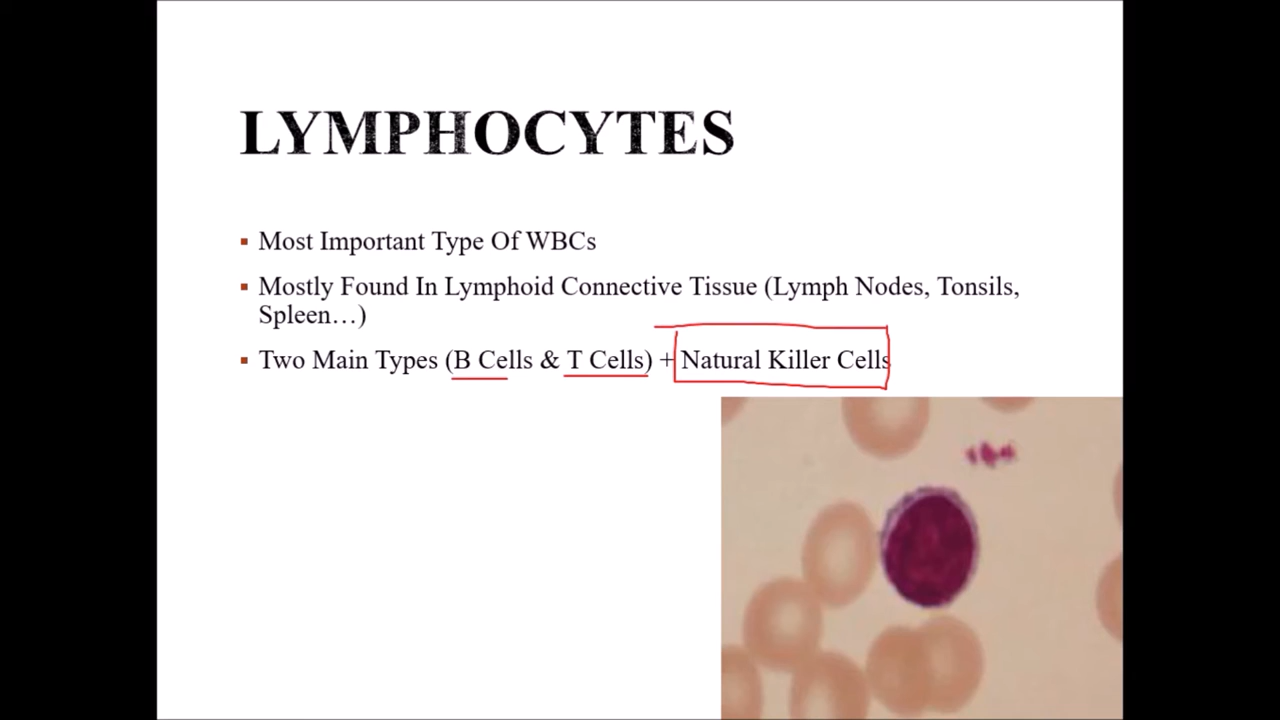 LYMPHOCYTES
▪ Most Important Type Of WBCs
▪ Mostly Found In Lymphoid Connective Tissue (Lymph Nodes, Tonsils,
Spleen…)
▪ Two Main Types (B Cells & T Cells) + Natural Killer Cells